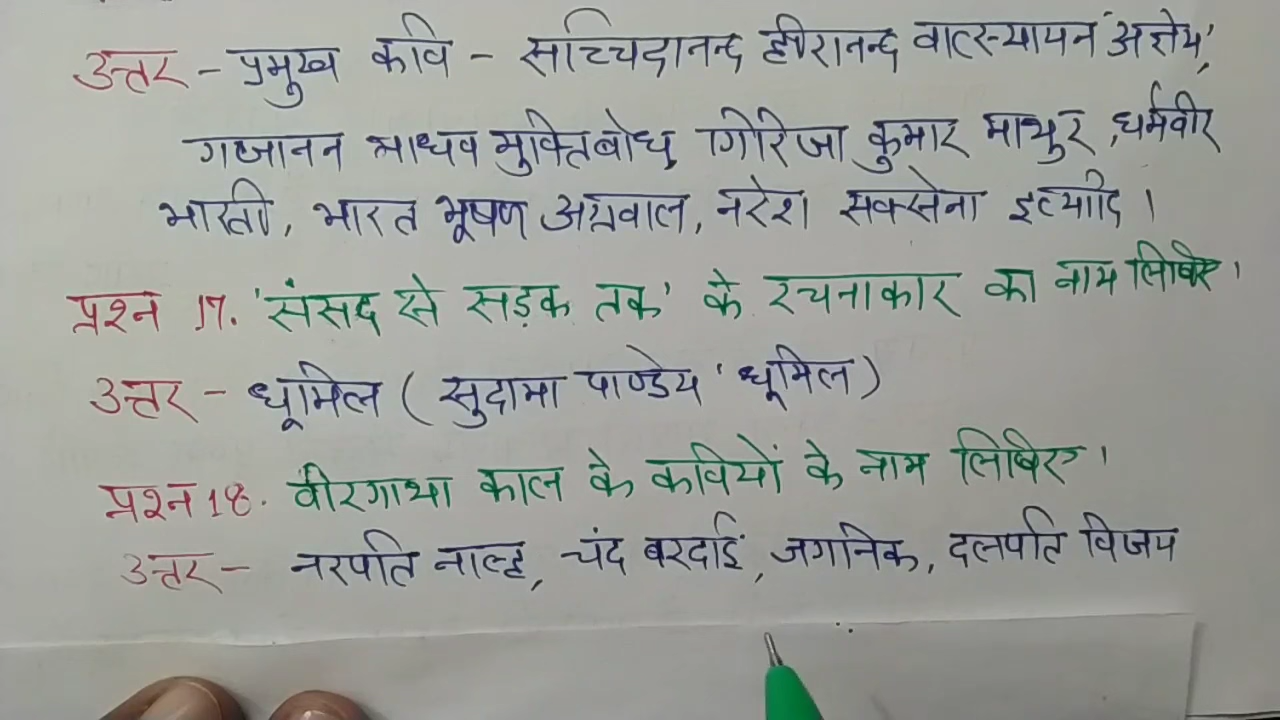 उत्तर - प्रमुख कवि - सच्चिदानन्द हीरानन्द वात्स्यायन 'अज्ञेय',
गजानन माधव मुक्तिबोध, गिरिजा कुमार माथुर, धर्मवीर
भारती, भारत भूषण अग्रवाल, नरेश सक्सेना इत्यादि ।
प्रश्न 17. 'संसद से सड़क तक' के रचनाकार का नाम लिखिए ।
उत्तर - धूमिल ( सुदामा पाण्डेय 'धूमिल )
प्रश्न 18. वीरगाथा काल के कवियों के नाम लिखिए ।
उत्तर - नरपति नाल्ह, चंद बरदाई, जगनिक, दलपति विजय